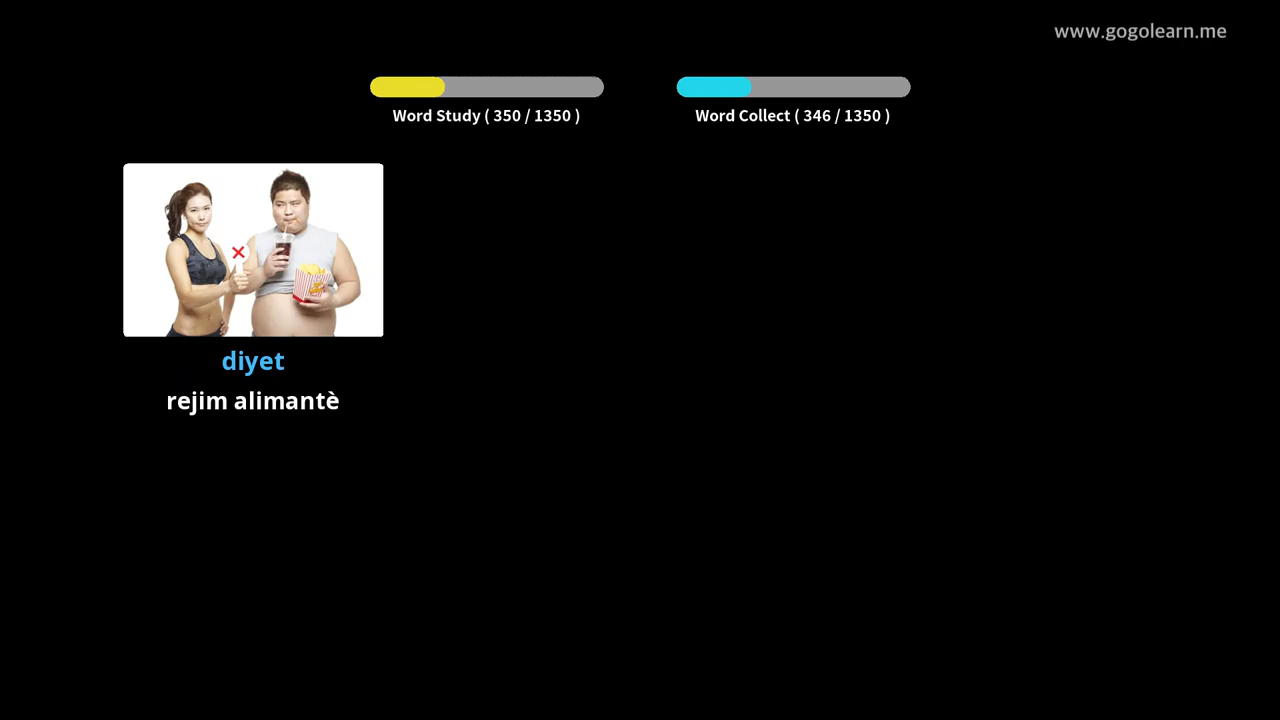 www.gogolearn.me
Word Study ( 350 / 1350 )
Word Collect ( 346 / 1350 )
diyet
rejim alimantè